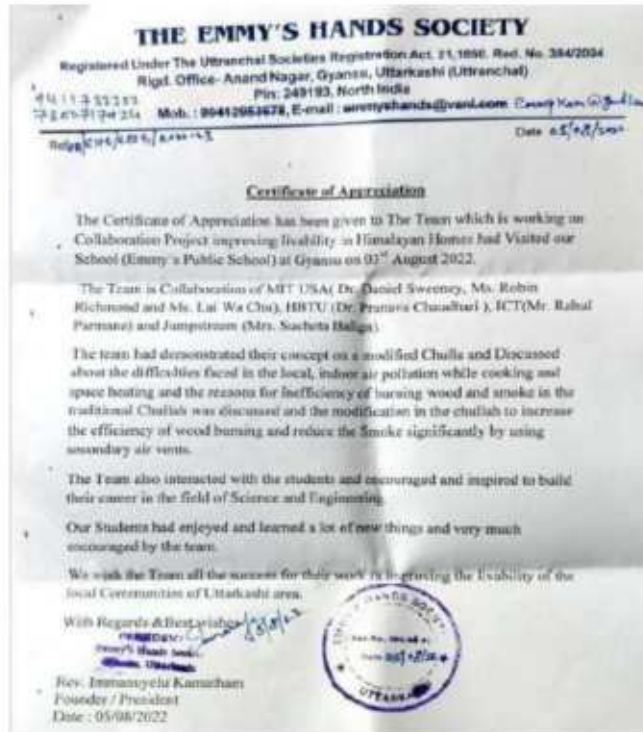 THE EMMY'S HANDS SOCIETY
Registered Under The Uttranchal Societies Registration Act. 21,1860. Red. No. 384/2004
Rigd. Office- Anand Nagar, Gyansu, Uttarkashi (Uttranchal)
Pin: 249193, North India
Mob. : E-mail :
Date
Certificate of Appreciation
The Certificate of Appreciation has been given to The Team which is working on
Collaboration Project improving livability in Himalayan Homes had Visited our
School (Emmy's Public School) at Gyansu on 03rd August 2022.
The Team is Collaboration of MIT USA( Dr. Daniel Sweeney, Ms. Robin
Richmond and Ms. Lai Wa Chu), HBTU (Dr. Pranava Chaudhari ), ICT(Mr. Rahul
Parmane) and Jumpstream (Mrs. Sucheta Baliga).
The team had demonstrated their concept on a modified Chulla and Discussed
about the difficulties faced in the local, indoor air pollution while cooking and
space heating and the reasons for Inefficiency of burning wood and smoke in the
traditional Chullah was discussed and the modification in the chullah to increase
the efficiency of wood burning and reduce the Smoke significantly by using
secondary air vents.
The Team also interacted with the students and encouraged and inspired to build
their career in the field of Science and Engineering.
Our Students had enjoyed and learned a lot of new things and very much
encouraged by the team.
We wish the Team all the success for their work in improving the livability of the
local Communities of Uttarkashi area.
With Regards &Best wishes
Rev. Immanuyelu Kamatham
Founder / President
Date : 05/08/2022
HANDS SOCIETY